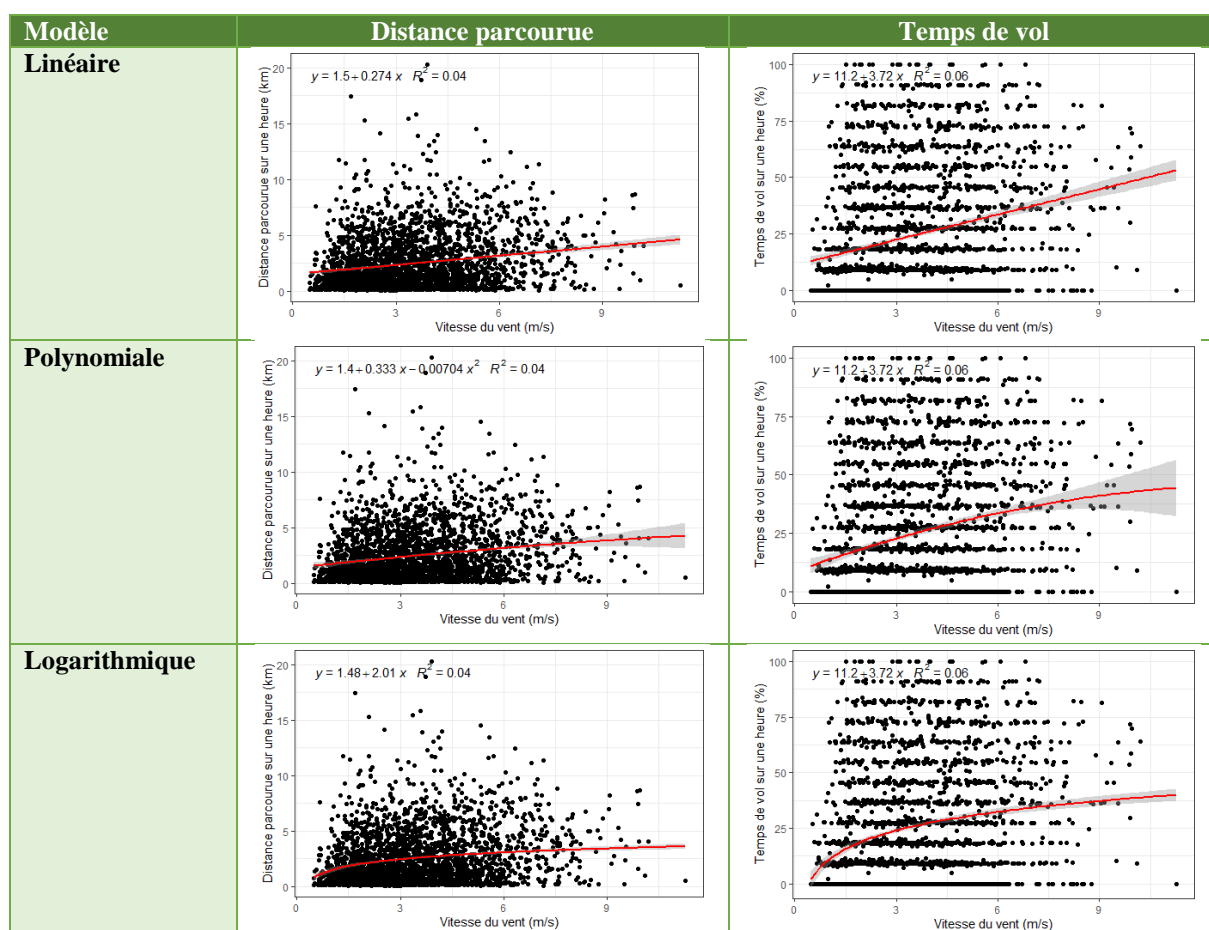 Modèle Distance parcourue Temps de vol
Linéaire
y = 1.5 + 0.274 x R² = 0.04
Distance parcourue sur une heure (km)
20
15
10
5
0
0 3 6 9
Vitesse du vent (m/s)
y = 11.2 + 3.72 x R² = 0.06
Temps de vol sur une heure (%)
100
75
50
25
0
0 3 6 9
Vitesse du vent (m/s)
Polynomiale
y = 1.4 + 0.333 x − 0.00704 x² R² = 0.04
Distance parcourue sur une heure (km)
20
15
10
5
0
0 3 6 9
Vitesse du vent (m/s)
y = 11.2 + 3.72 x R² = 0.06
Temps de vol sur une heure (%)
100
75
50
25
0
0 3 6 9
Vitesse du vent (m/s)
Logarithmique
y = 1.48 + 2.01 x R² = 0.04
Distance parcourue sur une heure (km)
20
15
10
5
0
0 3 6 9
Vitesse du vent (m/s)
y = 11.2 + 3.72 x R² = 0.06
Temps de vol sur une heure (%)
100
75
50
25
0
0 3 6 9
Vitesse du vent (m/s)